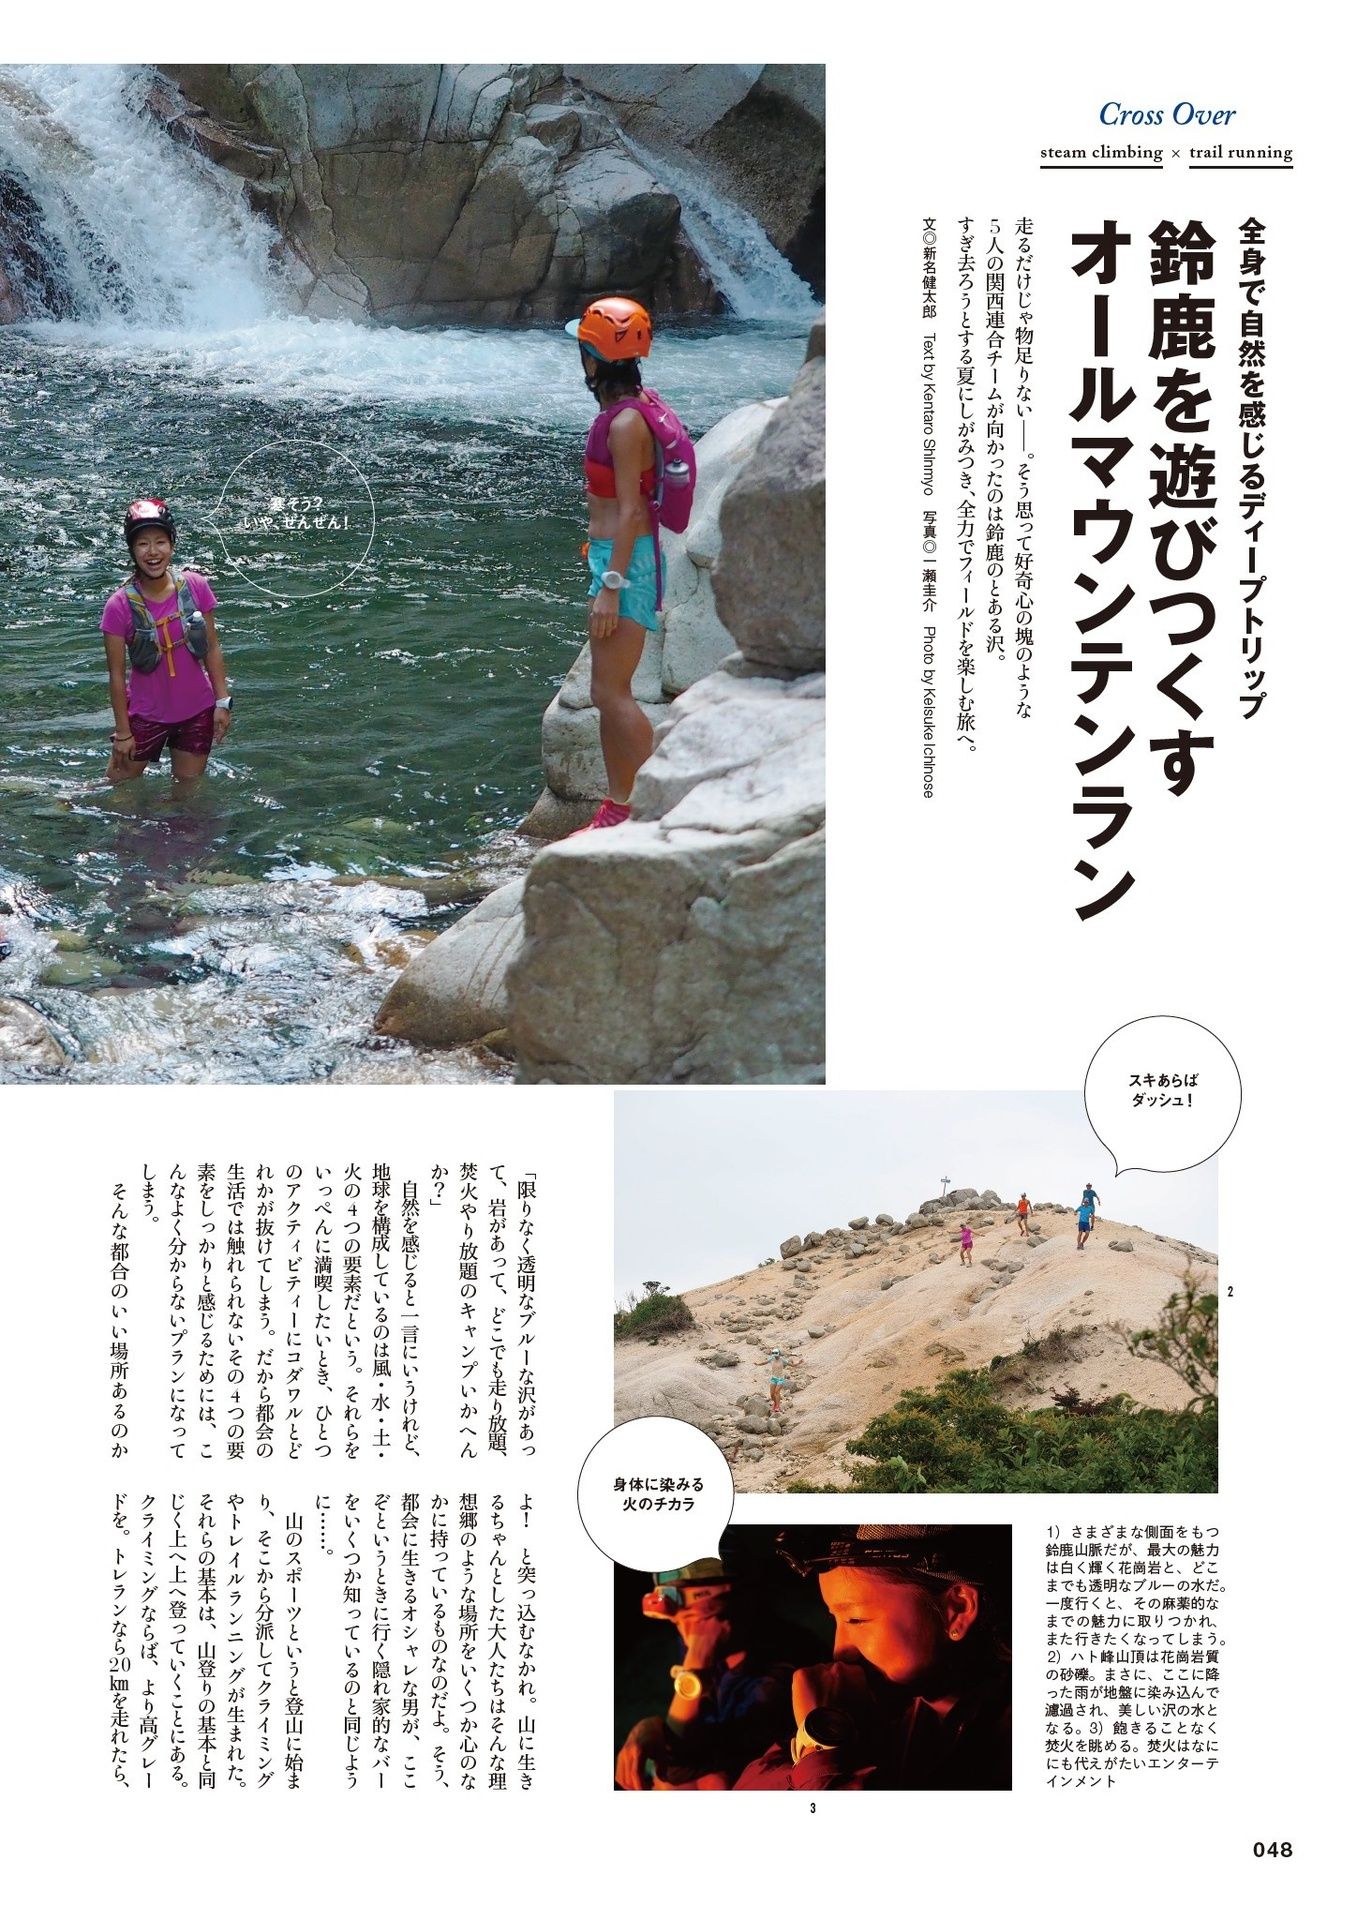 Cross Over
steam climbing × trail running
全身で自然を感じるディープトリップ
鈴鹿を遊びつくす
オールマウンテンラン
走るだけじゃ物足りない――。そう思って好奇心の塊のような
5人の関西連合チームが向かったのは鈴鹿のとある沢。
すぎ去ろうとする夏にしがみつき、全力でフィールドを楽しむ旅へ。
文◎新名健太郎 Text by Kentaro Shinmyo 写真◎一瀬圭介 Photo by Keisuke Ichinose
寒そう?
いや、ぜんぜん!
スキあらば
ダッシュ!
2
身体に染みる
火のチカラ
3
1）さまざまな側面をもつ
鈴鹿山脈だが、最大の魅力
は白く輝く花崗岩と、どこ
までも透明なブルーの水だ。
一度行くと、その麻薬的な
までの魅力に取りつかれ、
また行きたくなってしまう。
2）ハト峰山頂は花崗岩質
の砂礫。まさに、ここに降
った雨が地盤に染み込んで
濾過され、美しい沢の水と
なる。3）飽きることなく
焚火を眺める。焚火はなに
にも代えがたいエンターテ
インメント
「限りなく透明なブルーな沢があっ
て、岩があって、どこでも走り放題、
焚火やり放題のキャンプいかへん
か?」
自然を感じると一言にいうけれど、
地球を構成しているのは風・水・土・
火の4つの要素だという。それらを
いっぺんに満喫したいとき、ひとつ
のアクティビティーにコダワルとど
れかが抜けてしまう。だから都会の
生活では触れられないその4つの要
素をしっかりと感じるためには、こ
んなよく分からないプランになって
しまう。
そんな都合のいい場所あるのか
よ! と突っ込むなかれ。山に生き
るちゃんとした大人たちはそんな理
想郷のような場所をいくつか心のな
かに持っているものなのだよ。そう、
都会に生きるオシャレな男が、ここ
ぞというときに行く隠れ家的なバー
をいくつか知っているのと同じよう
に……。
山のスポーツというと登山に始ま
り、そこから分派してクライミング
やトレイルランニングが生まれた。
それらの基本は、山登りの基本と同
じく上へ上へ登っていくことにある。
クライミングならば、より高グレー
ドを。トレランなら20kmを走れたら、
048